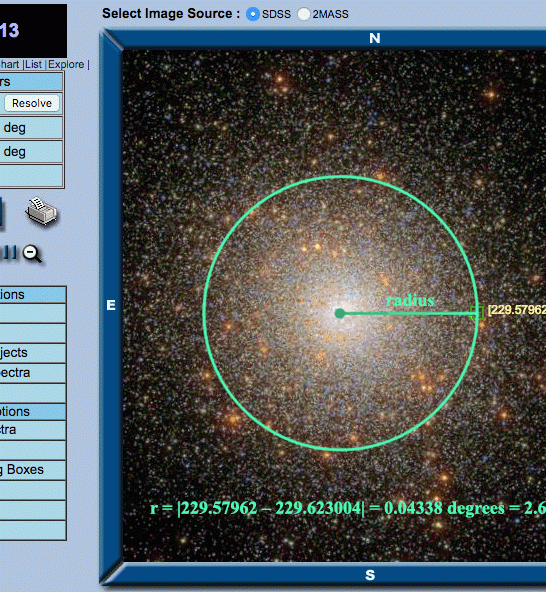 Select Image Source : SDSS 2MASS
13
hart |List |Explore |
rs
Resolve
deg
deg
N
E
radius
[229.57962
ions
jects
ectra
ptions
tra
g Boxes
r = |229.57962 – 229.623004| = 0.04338 degrees = 2.6
S